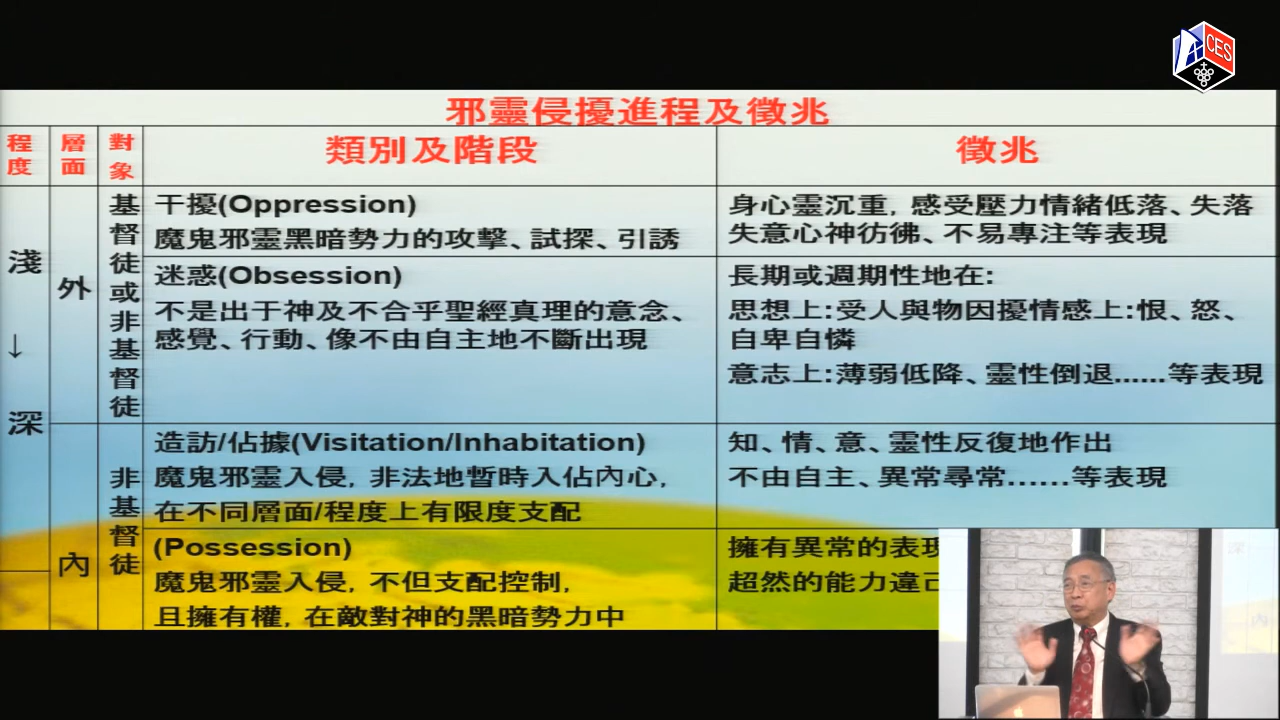 ACES
邪靈侵擾進程及徵兆
程度
層面
對象
類別及階段
徵兆
淺
↓
深
外
基督徒或非基督徒
干擾(Oppression)
魔鬼邪靈黑暗勢力的攻擊、試探、引誘
身心靈沉重, 感受壓力情緒低落、失落
失意心神彷彿、不易專注等表現
迷惑(Obsession)
不是出于神及不合乎聖經真理的意念、
感覺、行動、像不由自主地不斷出現
長期或週期性地在:
思想上:受人與物因擾情感上:恨、怒、
自卑自憐
意志上:薄弱低降、靈性倒退......等表現
內
非基督徒
造訪/佔據(Visitation/Inhabitation)
魔鬼邪靈入侵, 非法地暫時入佔內心,
在不同層面/程度上有限度支配
知、情、意、靈性反復地作出
不由自主、異常尋常......等表現
(Possession)
魔鬼邪靈入侵, 不但支配控制,
且擁有權, 在敵對神的黑暗勢力中
擁有異常的表現
超然的能力違己